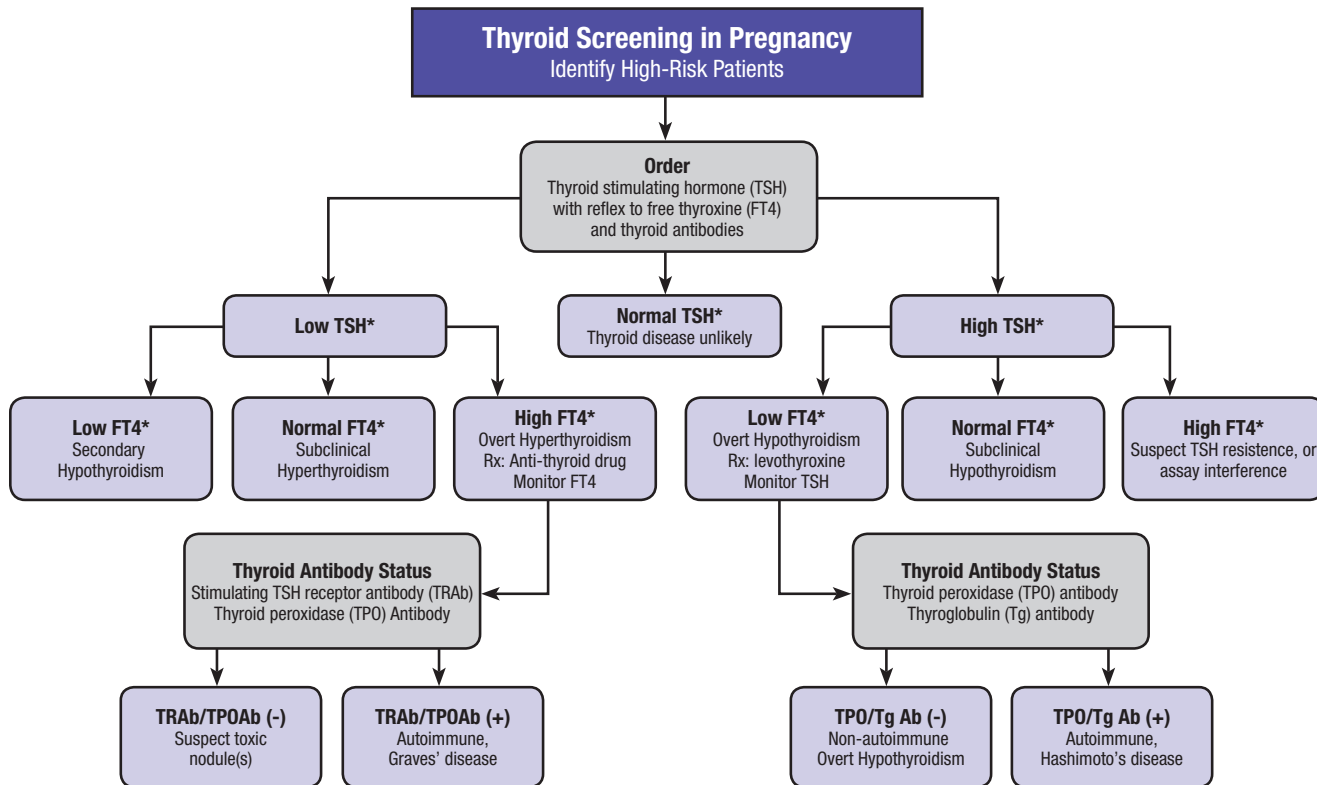 Thyroid Screening in Pregnancy
Identify High-Risk Patients
Order
Thyroid stimulating hormone (TSH)
with reflex to free thyroxine (FT4)
and thyroid antibodies
Low TSH*
Normal TSH*
Thyroid disease unlikely
High TSH*
Low FT4*
Secondary
Hypothyroidism
Normal FT4*
Subclinical
Hyperthyroidism
High FT4*
Overt Hyperthyroidism
Rx: Anti-thyroid drug
Monitor FT4
Low FT4*
Overt Hypothyroidism
Rx: levothyroxine
Monitor TSH
Normal FT4*
Subclinical
Hypothyroidism
High FT4*
Suspect TSH resistence, or
assay interference
Thyroid Antibody Status
Stimulating TSH receptor antibody (TRAb)
Thyroid peroxidase (TPO) Antibody
Thyroid Antibody Status
Thyroid peroxidase (TPO) antibody
Thyroglobulin (Tg) antibody
TRAb/TPOAb (-)
Suspect toxic
nodule(s)
TRAb/TPOAb (+)
Autoimmune,
Graves’ disease
TPO/Tg Ab (-)
Non-autoimmune
Overt Hypothyroidism
TPO/Tg Ab (+)
Autoimmune,
Hashimoto’s disease